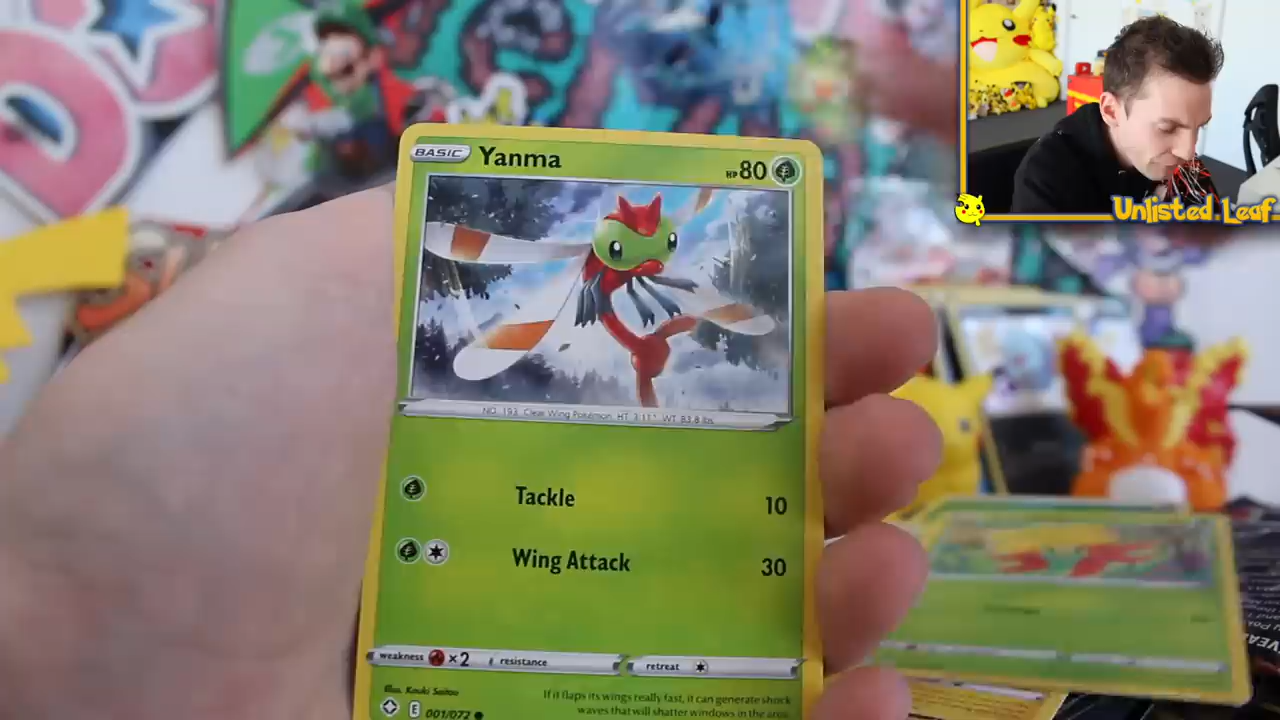 BASIC Yanma HP 80
NO. 193 Clear Wing Pokémon HT: 3'11" WT: 83.8 lbs.
Tackle 10
Wing Attack 30
weakness ×2 resistance retreat
Illus. Kouki Saitou
If it flaps its wings really fast, it can generate shock
E 001/072
waves that will shatter windows in the area.
Unlisted.Leaf